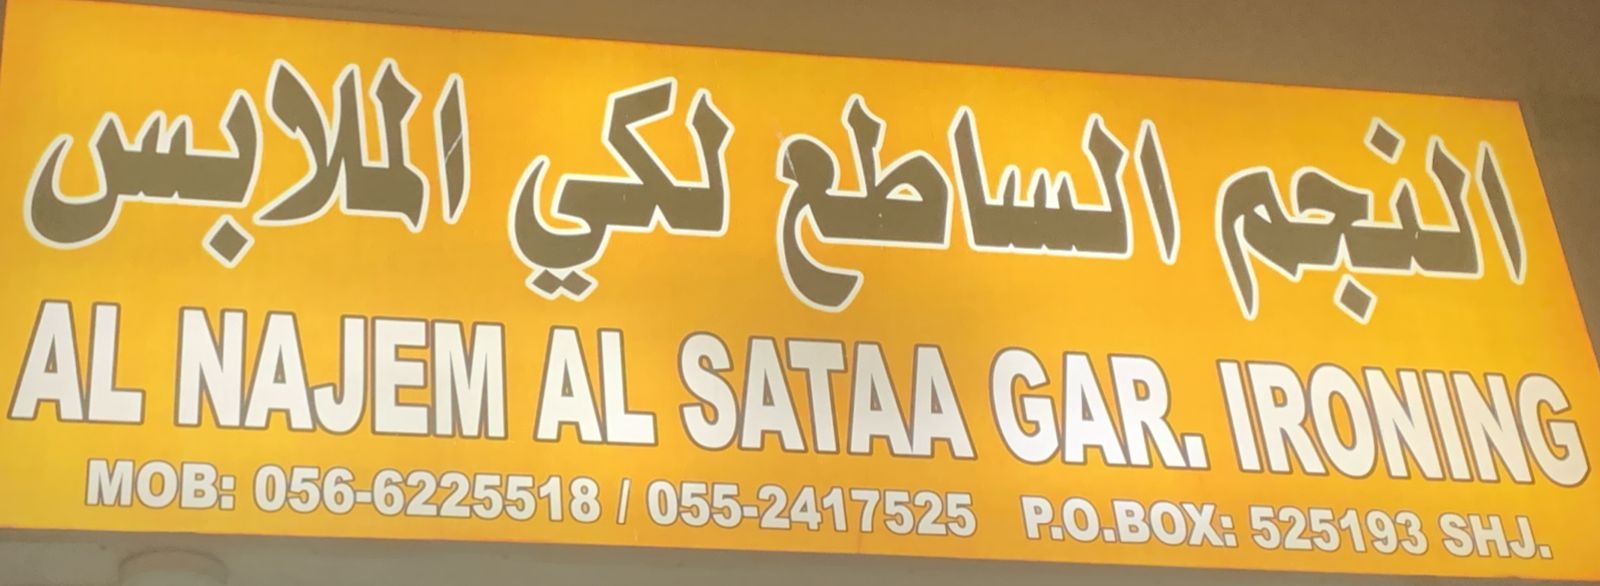 النجم الساطع لكي الملابس
AL NAJEM AL SATAA GAR. IRONING
MOB: 056-6225518 / 055-2417525 P.O.BOX: 525193 SHJ.